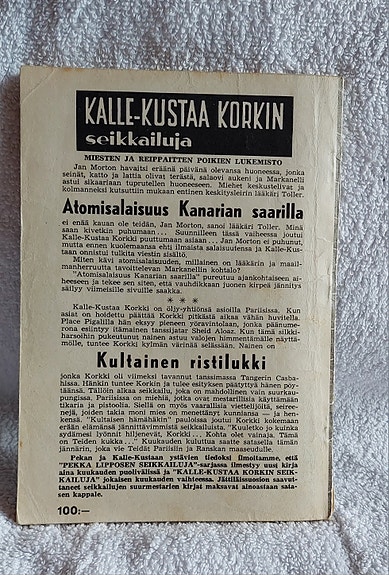 KALLE-KUSTAA KORKIN
seikkailuja
MIESTEN JA REIPPAITTEN POIKIEN LUKEMISTO
Jan Morton havaitsi eräänä päivänä olevansa huoneessa, jonka
seinät, katto ja lattia olivat terästä, salaovi aukeni ja Markanelli
astui sikaariaan tuprutellen huoneeseen. Miehet keskustelivat ja
kolmanneksi kutsuttiin mukaan entinen keskitysleirin lääkäri Toller.
Atomisalaisuus Kanarian saarilla
ei enää kauan ole teidän, Jan Morton, sanoi lääkäri Toller. Minä
saan kivetkin puhumaan... Suunnilleen tässä vaiheessa joutui
Kalle-Kustaa Korkki puuttumaan asiaan... Jan Morton ei puhunut,
mutta ennen kuolemaansa ehti ilmaista salaisuutensa ja Kalle-Kus-
taan onnistui tulkita viestin sisältö.
Miten kävi atomisalaisuuden, millainen on lääkärin ja maail-
manherruutta tavoittelevan Markanellin kohtalo?
"Atomisalaisuus Kanarian saarilla" pureutuu ajankohtaiseen ai-
heeseen ja tekee sen siten, että vauhdikkaan juonen kirpeä jännitys
säilyy viimeisille sivuille saakka.
* * *
Kalle-Kustaa Korkki on öljy-yhtiönsä asioilla Pariisissa. Kun
asiat on hoidettu päättää Korkki pitkästä aikaa vähän huvitella.
Place Pigallilla hän eksyy pieneen yöravintolaan, jonka päänume-
rona esiintyy itämainen tanssijatar Sheid Aloaz. Kun tämä silkki-
harsoihin pukeutunut nainen astuu valojen himmentämälle näyttä-
mölle, tuntee Korkki kylmän värinän selässään. Nainen on
Kultainen ristilukki
jonka Korkki oli viimeksi tavannut tanssimassa Tangerin Casba-
hissa. Hänkin tuntee Korkin ja tulee esityksen päätyttyä hänen pöy-
täänsä. Tällöin alkaa seikkailu, joka on mahdollinen vain suurkau-
pungissa. Pariisissa on miehiä, jotka ovat mestarillisia käyttämään
tikaria ja pistoolia. Siellä on myös vaarallisia viettelijöitä, seiree-
nejä, joiden takia moni mies on menettänyt kunniansa — ja hen-
kensä. "Kultaisen hämähäkin" pauloissa joutui Korkki kokemaan
erään elämänsä jännittävimmistä seikkailuista. "Kuuletko jo kuinka
sydämesi lyönnit hiljenevät, Korkki... Kohta olet vainaja. Tämä
on Teiden kukka..." Kuukauden kuluttua saatte satasella tämän
jännärin, joka vie Teidät Pariisiin ja Ranskan maaseudulle.
Pekan ja Kalle-Kustaan ystävien tiedoksi ilmoitamme, että
"PEKKA LIPPOSEN SEIKKAILUJA"-sarjassa ilmestyy uusi kirja
aina kuukauden puolivälissä ja "KALLE-KUSTAA KORKIN SEIK-
KAILUJA" jokaisen kuukauden vaihteessa. Jättiläissuosion saavut-
taneet seikkailujen suurmestarien kirjat maksavat ainoastaan sata-
sen kappale.
100:—